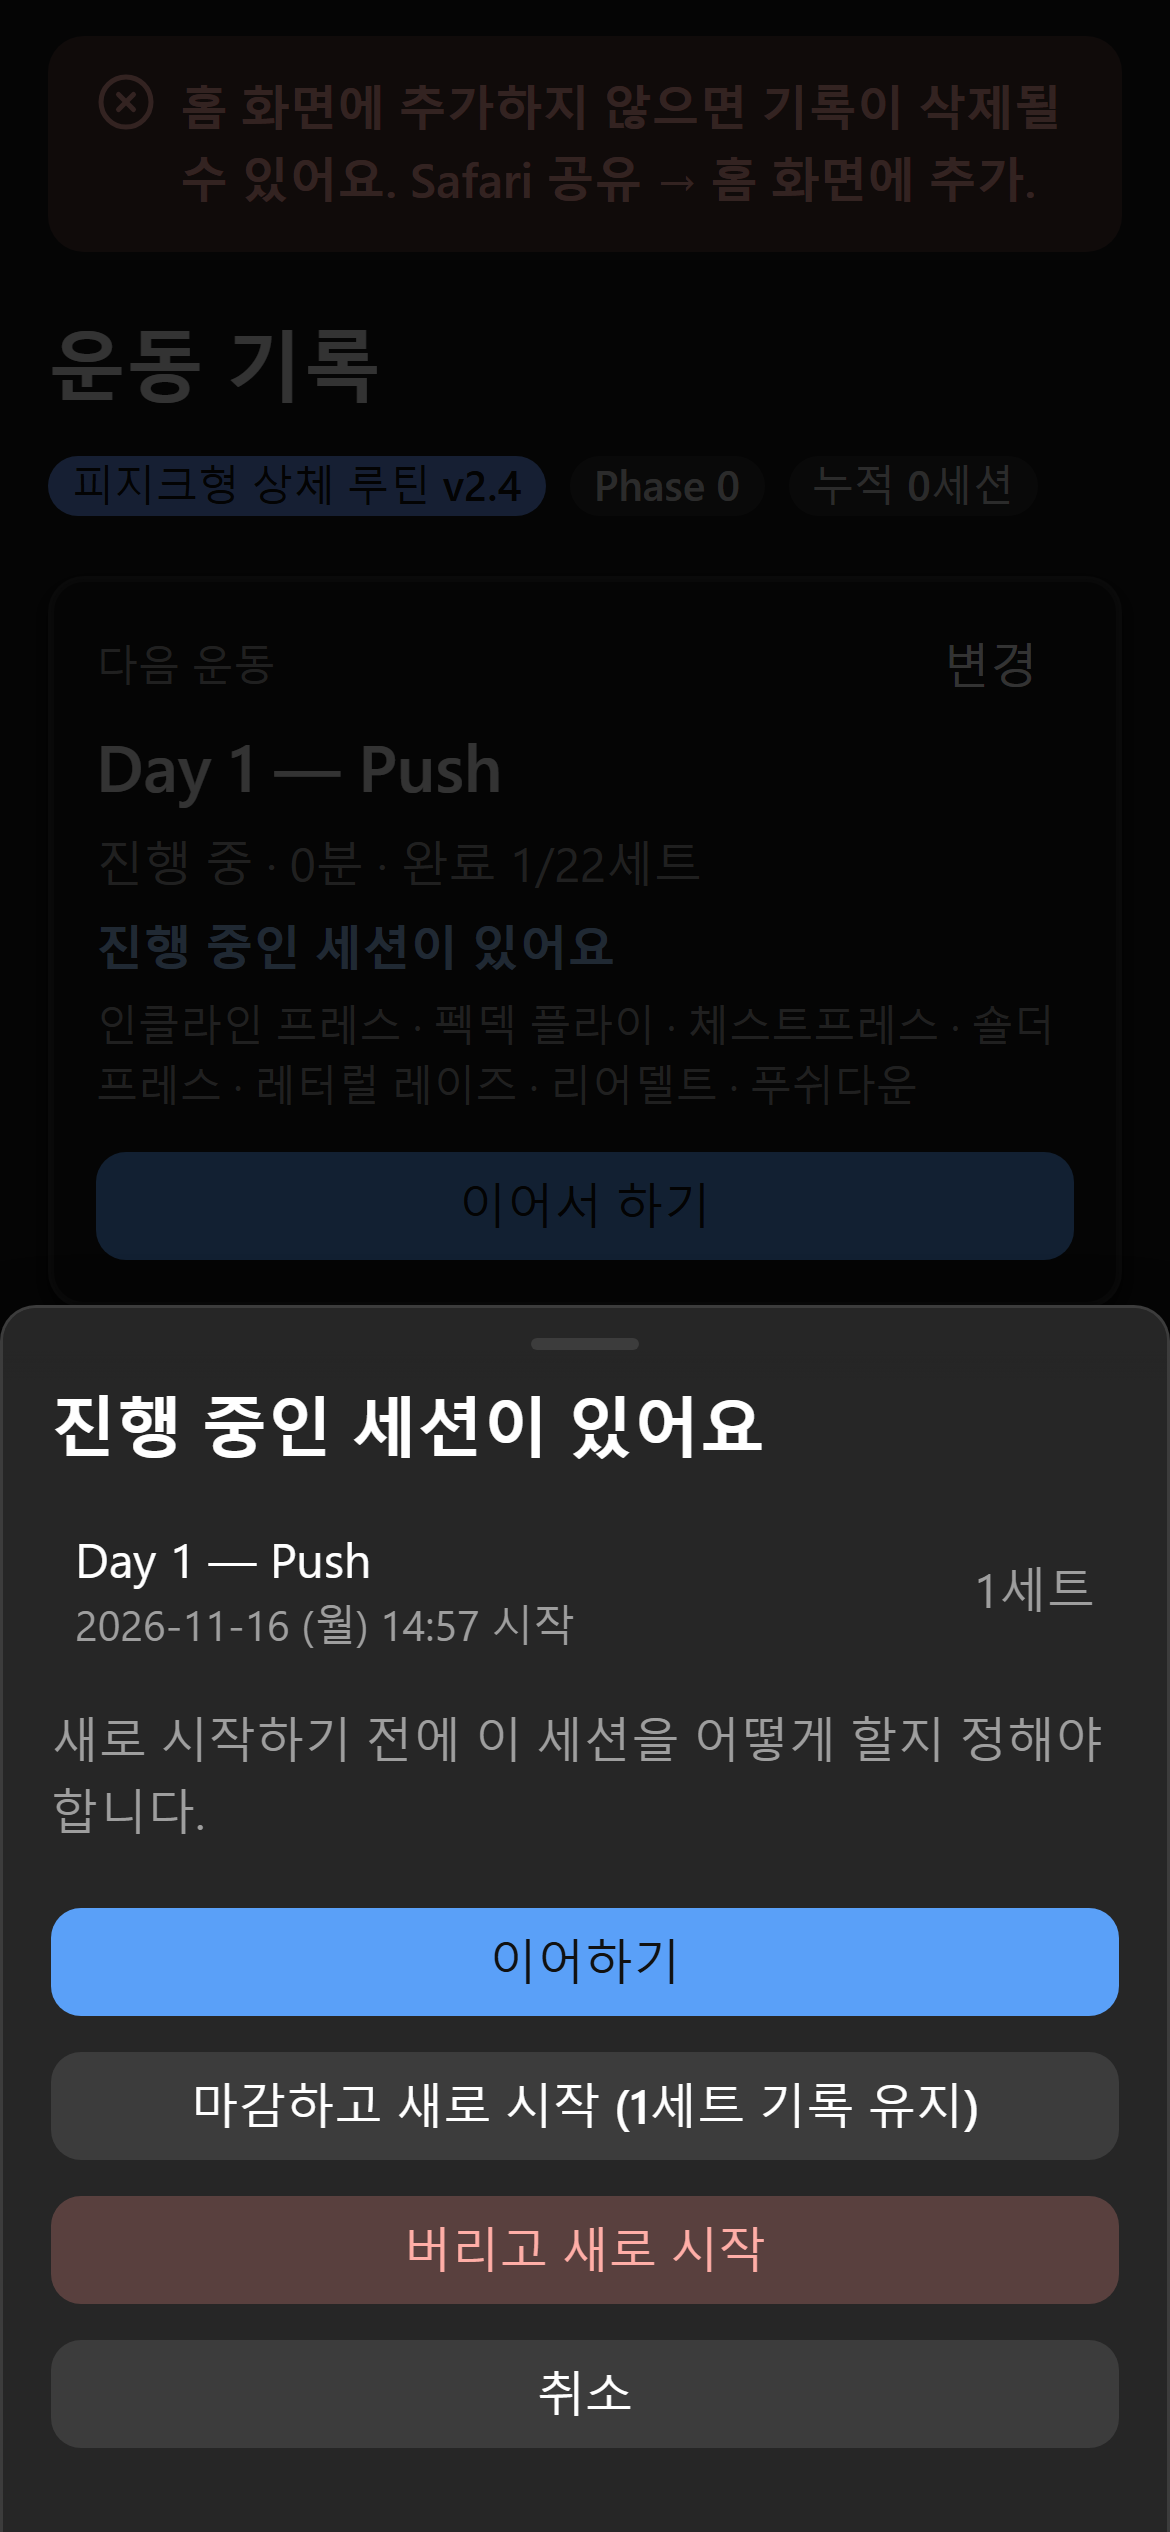 홈 화면에 추가하지 않으면 기록이 삭제될
수 있어요. Safari 공유 → 홈 화면에 추가.
운동 기록
피지크형 상체 루틴 v2.4
Phase 0
누적 0세션
다음 운동
변경
Day 1 — Push
진행 중 · 0분 · 완료 1/22세트
진행 중인 세션이 있어요
인클라인 프레스 · 펙덱 플라이 · 체스트프레스 · 숄더
프레스 · 레터럴 레이즈 · 리어델트 · 푸쉬다운
이어서 하기
진행 중인 세션이 있어요
Day 1 — Push
2026-11-16 (월) 14:57 시작
1세트
새로 시작하기 전에 이 세션을 어떻게 할지 정해야
합니다.
이어하기
마감하고 새로 시작 (1세트 기록 유지)
버리고 새로 시작
취소